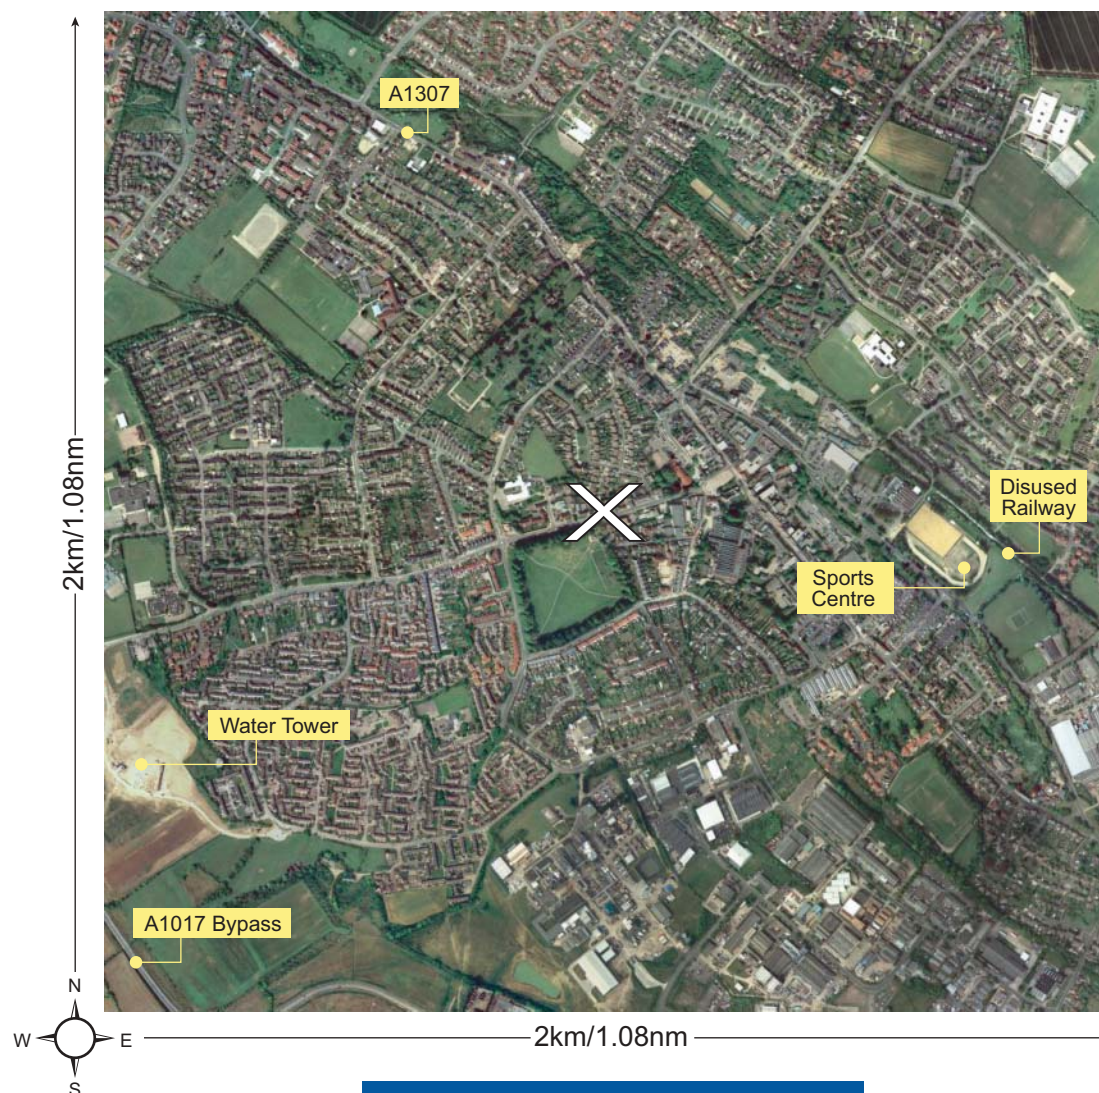 A1307
2km/1.08nm
Disused
Railway
Sports
Centre
Water Tower
A1017 Bypass
N
W
E
S
2km/1.08nm